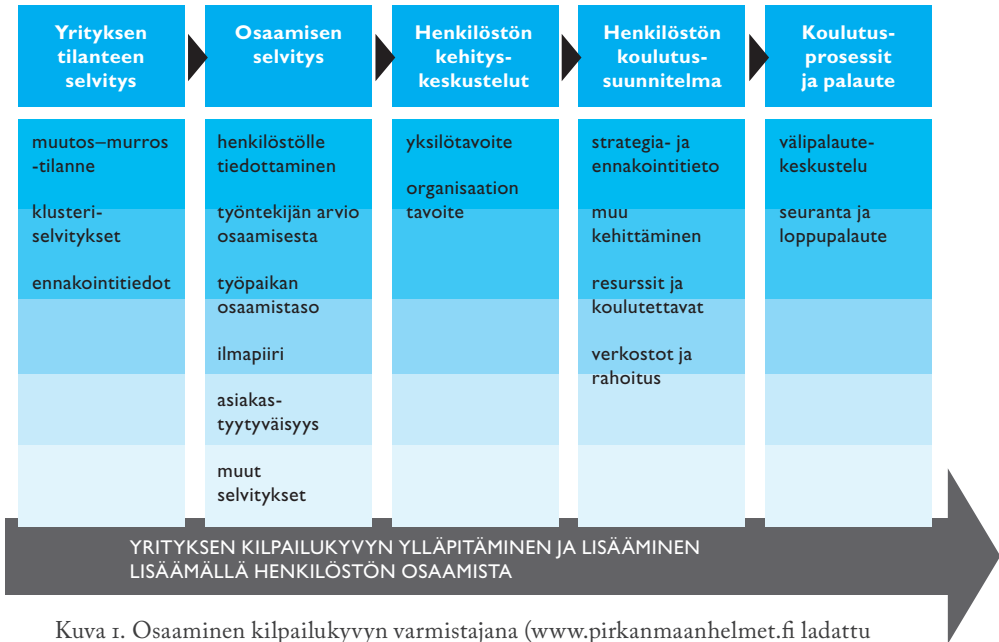 Yrityksen
tilanteen
selvitys
Osaamisen
selvitys
Henkilöstön
kehitys-
keskustelut
Henkilöstön
koulutus-
suunnitelma
Koulutus-
prosessit
ja palaute
muutos–murros
-tilanne
klusteri-
selvitykset
ennakointitiedot
henkilöstölle
tiedottaminen
työntekijän arvio
osaamisesta
työpaikan
osaamistaso
ilmapiiri
asiakas-
tyytyväisyys
muut
selvitykset
yksilötavoite
organisaation
tavoite
strategia- ja
ennakointitieto
muu
kehittäminen
resurssit ja
koulutettavat
verkostot ja
rahoitus
välipalaute-
keskustelu
seuranta ja
loppupalaute
YRITYKSEN KILPAILUKYVYN YLLÄPITÄMINEN JA LISÄÄMINEN
LISÄÄMÄLLÄ HENKILÖSTÖN OSAAMISTA
Kuva 1. Osaaminen kilpailukyvyn varmistajana (www.pirkanmaanhelmet.fi ladattu